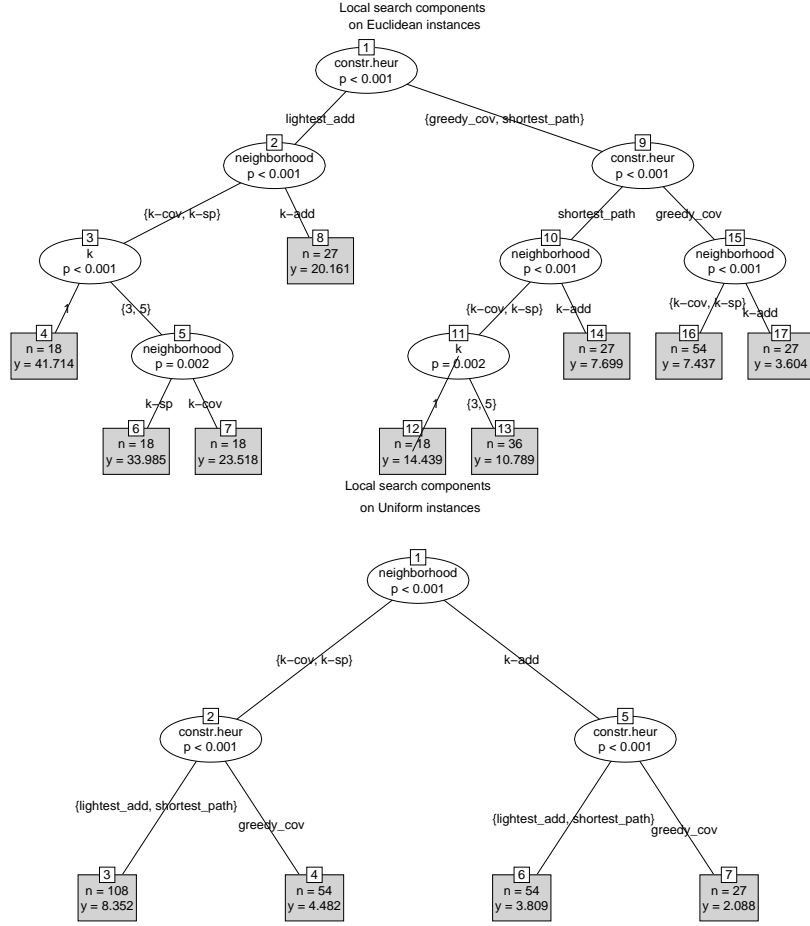 Local search components
on Euclidean instances
1
constr.heur
p < 0.001
lightest_add
{greedy_cov, shortest_path}
2
neighborhood
p < 0.001
9
constr.heur
p < 0.001
{k−cov, k−sp}
k−add
shortest_path
greedy_cov
3
k
p < 0.001
8
n = 27
y = 20.161
10
neighborhood
p < 0.001
15
neighborhood
p < 0.001
1
{3, 5}
{k−cov, k−sp}
k−add
{k−cov, k−sp}
k−add
4
n = 18
y = 41.714
5
neighborhood
p = 0.002
11
k
p = 0.002
14
n = 27
y = 7.699
16
n = 54
y = 7.437
17
n = 27
y = 3.604
k−sp
k−cov
1
{3, 5}
6
n = 18
y = 33.985
7
n = 18
y = 23.518
12
n = 18
y = 14.439
13
n = 36
y = 10.789
Local search components
on Uniform instances
1
neighborhood
p < 0.001
{k−cov, k−sp}
k−add
2
constr.heur
p < 0.001
5
constr.heur
p < 0.001
{lightest_add, shortest_path}
greedy_cov
{lightest_add, shortest_path}
greedy_cov
3
n = 108
y = 8.352
4
n = 54
y = 4.482
6
n = 54
y = 3.809
7
n = 27
y = 2.088